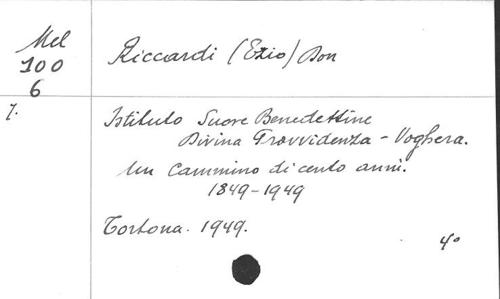 Mel
100
6
Riccardi (Ezio) Don
7.
Istituto Suore Benedettine
Divina Provvidenza - Voghera.
Un cammino di cento anni.
1849-1949
Tortona. 1949.
4°